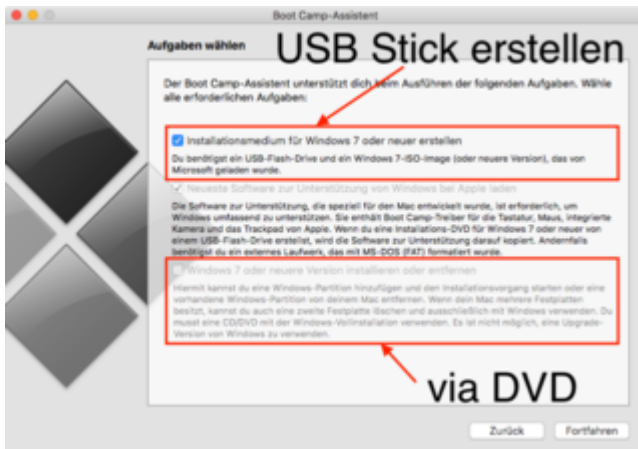 Boot Camp-Assistent
Aufgaben wählen
USB Stick erstellen
Der Boot Camp-Assistent unterstützt dich beim Ausführen der folgenden Aufgaben. Wähle
alle erforderlichen Aufgaben:
Installationsmedium für Windows 7 oder neuer erstellen
Du benötigst ein USB-Flash-Drive und ein Windows 7-ISO-Image (oder neuere Version), das von
Microsoft geladen wurde.
Neueste Software zur Unterstützung von Windows bei Apple laden
Die Software zur Unterstützung, die speziell für den Mac entwickelt wurde, ist erforderlich, um
Windows umfassend zu unterstützen. Sie enthält Boot Camp-Treiber für die Tastatur, Maus, integrierte
Kamera und das Trackpad von Apple. Wenn du eine Installations-DVD für Windows 7 oder neuer von
einem USB-Flash-Drive erstellst, wird die Software zur Unterstützung darauf kopiert. Andernfalls
benötigst du ein externes Laufwerk, das mit MS-DOS (FAT) formatiert wurde.
Windows 7 oder neuere Version installieren oder entfernen
Hiermit kannst du eine Windows-Partition hinzufügen und den Installationsvorgang starten oder eine
vorhandene Windows-Partition von deinem Mac entfernen. Wenn dein Mac mehrere Festplatten
besitzt, kannst du auch eine zweite Festplatte löschen und ausschließlich mit Windows verwenden. Du
musst eine CD/DVD mit der Windows-Vollinstallation verwenden. Es ist nicht möglich, eine Upgrade-
Version von Windows zu verwenden.
via DVD
Zurück
Fortfahren